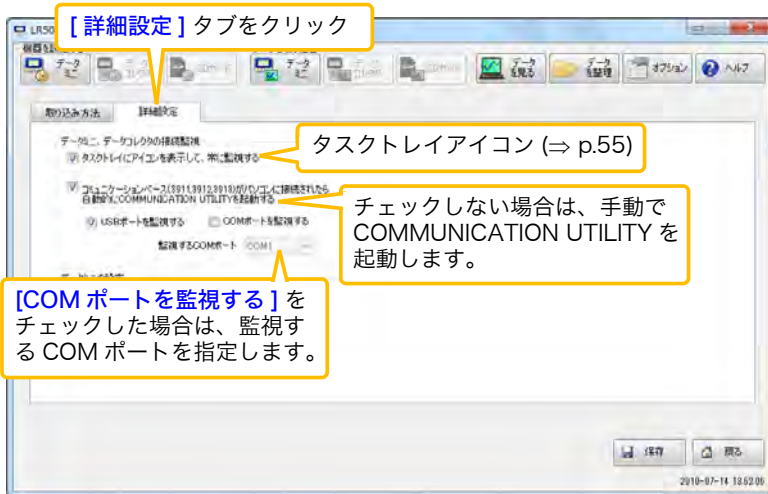 [ 詳細設定 ] タブをクリック
LR50
機器を
データ
ミニ
データ
ミニ
データ
を見る
データ
を整理
オプション
ヘルプ
取り込み方法
詳細設定
データミニ、データコレクタの接続監視
タスクトレイにアイコンを表示して、常に監視する
タスクトレイアイコン (⇒ p.55)
コミュニケーションベース(3911,3912,3913)がパソコンに接続されたら
自動的にCOMMUNICATION UTILITYを起動する
チェックしない場合は、手動で
COMMUNICATION UTILITY を
起動します。
USBポートを監視する
COMポートを監視する
監視するCOMポート
COM1
[COM ポートを監視する ] を
チェックした場合は、監視す
る COM ポートを指定します。
保存
戻る
2010-07-14 13:52:06